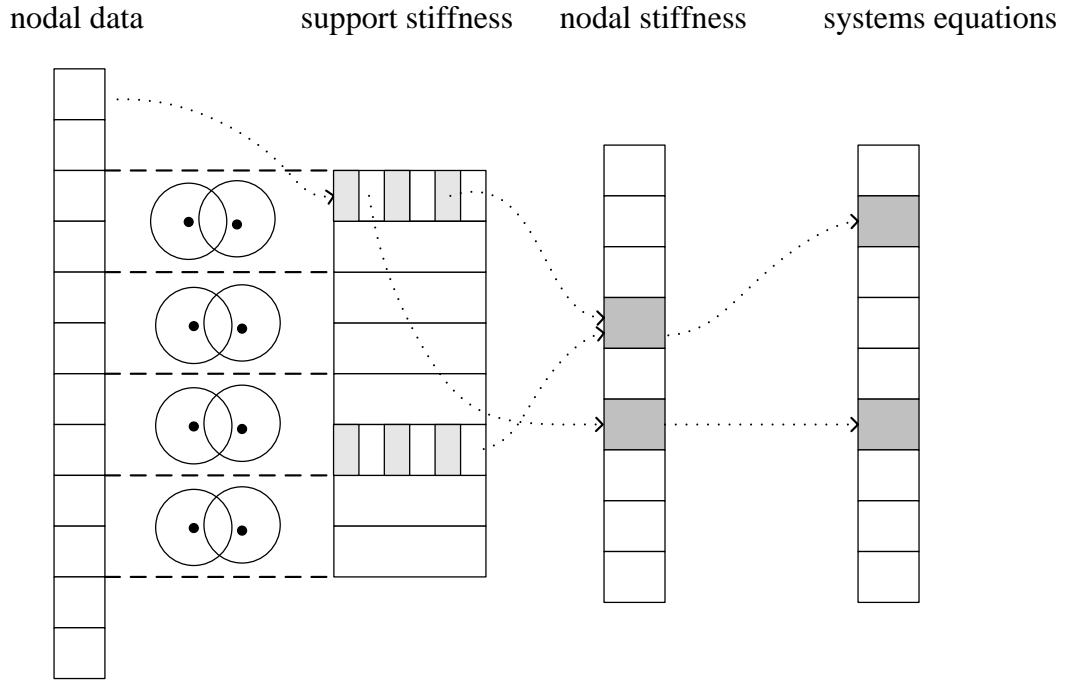 nodal data
support stiffness
nodal stiffness
systems equations